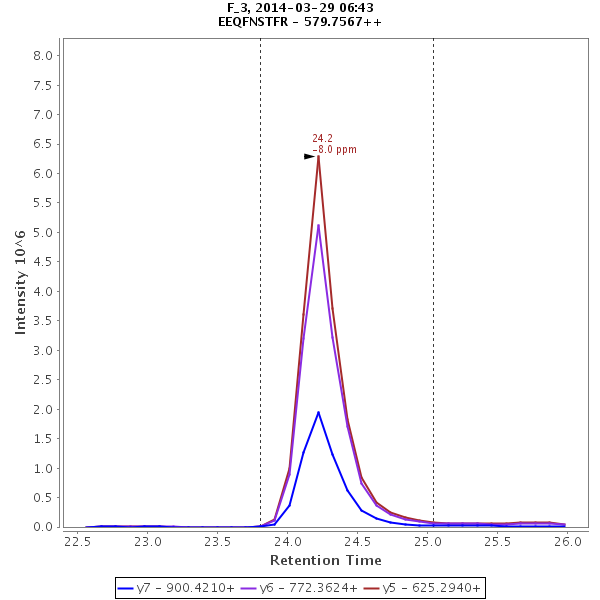 F_3, 2014-03-29 06:43
EEQFNSTFR - 579.7567++
8.0
7.5
7.0
6.5
6.0
5.5
5.0
4.5
4.0
3.5
3.0
2.5
2.0
1.5
1.0
0.5
0.0
Intensity 10^6
24.2
-8.0 ppm
22.5 23.0 23.5 24.0 24.5 25.0 25.5 26.0
Retention Time
y7 - 900.4210+ y6 - 772.3624+ y5 - 625.2940+